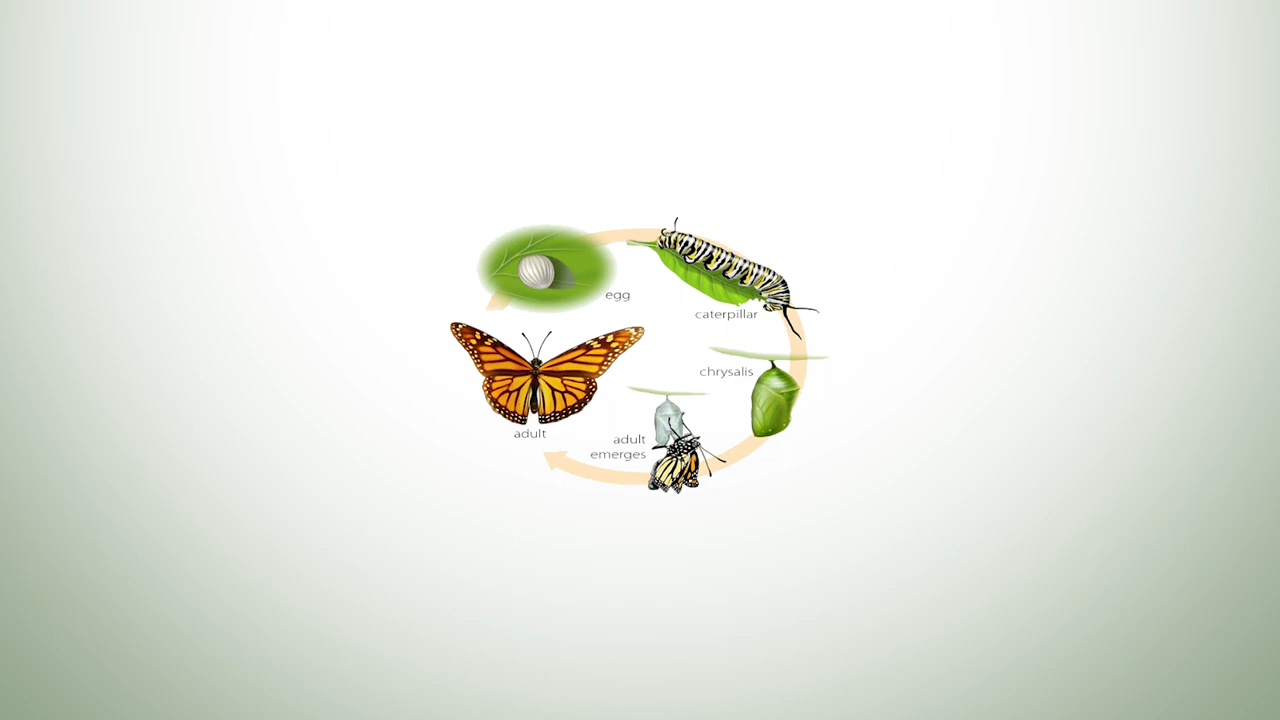 egg
caterpillar
chrysalis
adult
emerges
adult